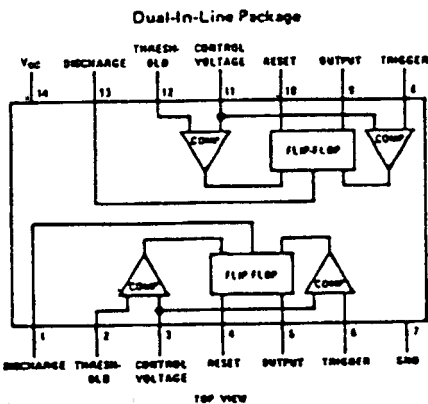 Dual-In-Line Package
VCC DISCHARGE THRESH-OLD CONTROL VOLTAGE RESET OUTPUT TRIGGER
14 13 12 11 10 9 8
COMP COMP
FLIP-FLOP
FLIP-FLOP
COMP COMP
1 2 3 4 5 6 7
DISCHARGE THRESH-OLD CONTROL VOLTAGE RESET OUTPUT TRIGGER GND
TOP VIEW